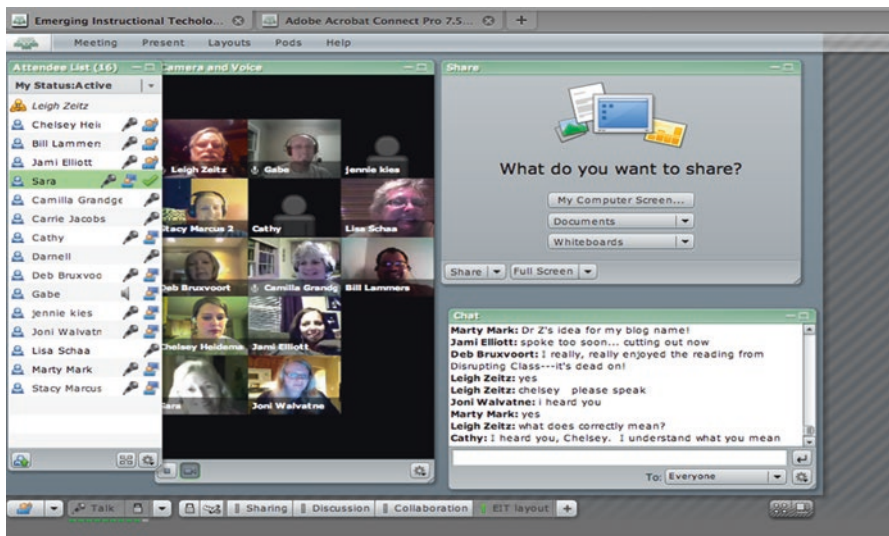 Emerging Instructional Techolo...
Adobe Acrobat Connect Pro 7.5...
+
Meeting Present Layouts Pods Help
Attendee List (16)
My Status:Active
Leigh Zeitz
Chelsey Hei
Bill Lammers
Jami Elliott
Sara
Camilla Grandge
Carrie Jacobs
Cathy
Darnell
Deb Bruxvoo
Gabe
jennie kies
Joni Walvatn
Lisa Schaa
Marty Mark
Stacy Marcus
Camera and Voice
Leigh Zeitz
Gabe
jennie kies
Stacy Marcus 2
Cathy
Lisa Schaa
Deb Bruxvoort
Camilla Grandg
Bill Lammers
Chelsey Heidema
Jami Elliott
Sara
Joni Walvatne
Share
What do you want to share?
My Computer Screen...
Documents
Whiteboards
Share
Full Screen
Chat
Marty Mark: Dr Z's idea for my blog name!
Jami Elliott: spoke too soon... cutting out now
Deb Bruxvoort: I really, really enjoyed the reading from
Disrupting Class---it's dead on!
Leigh Zeitz: yes
Leigh Zeitz: chelsey please speak
Joni Walvatne: i heard you
Marty Mark: yes
Leigh Zeitz: what does correctly mean?
Cathy: I heard you, Chelsey. I understand what you mean
To: Everyone
Talk
Sharing
Discussion
Collaboration
EIT layout
+